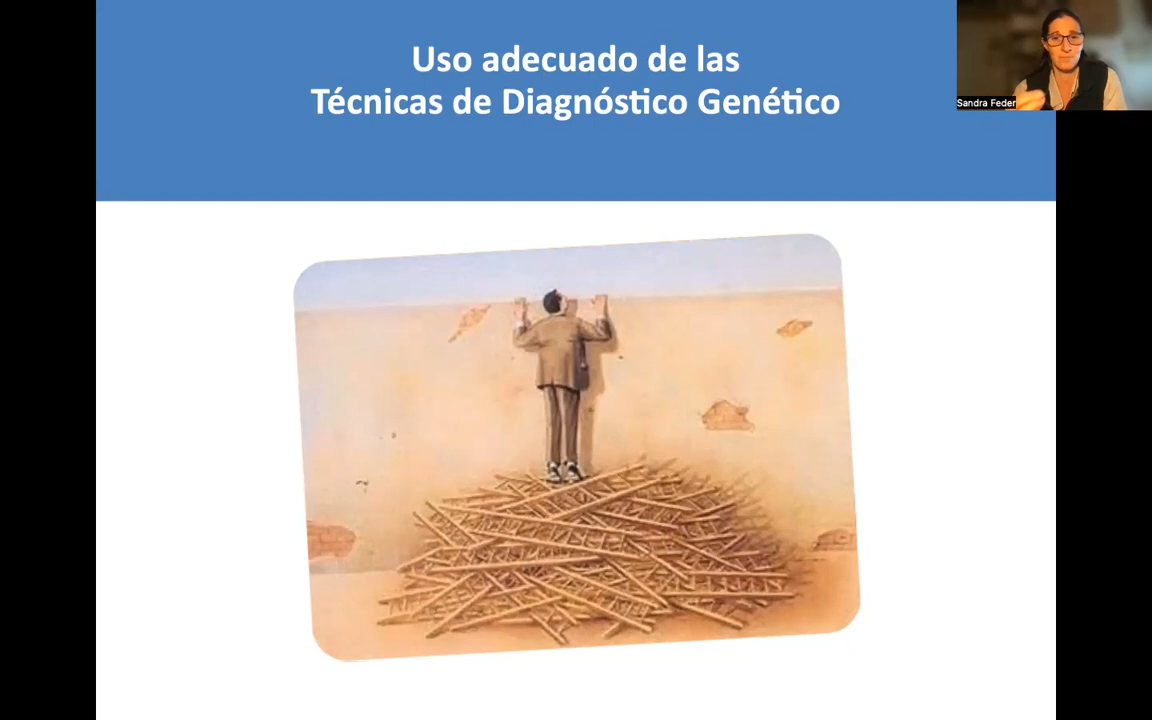 Uso adecuado de las
Técnicas de Diagnóstico Genético
Sandra Feder